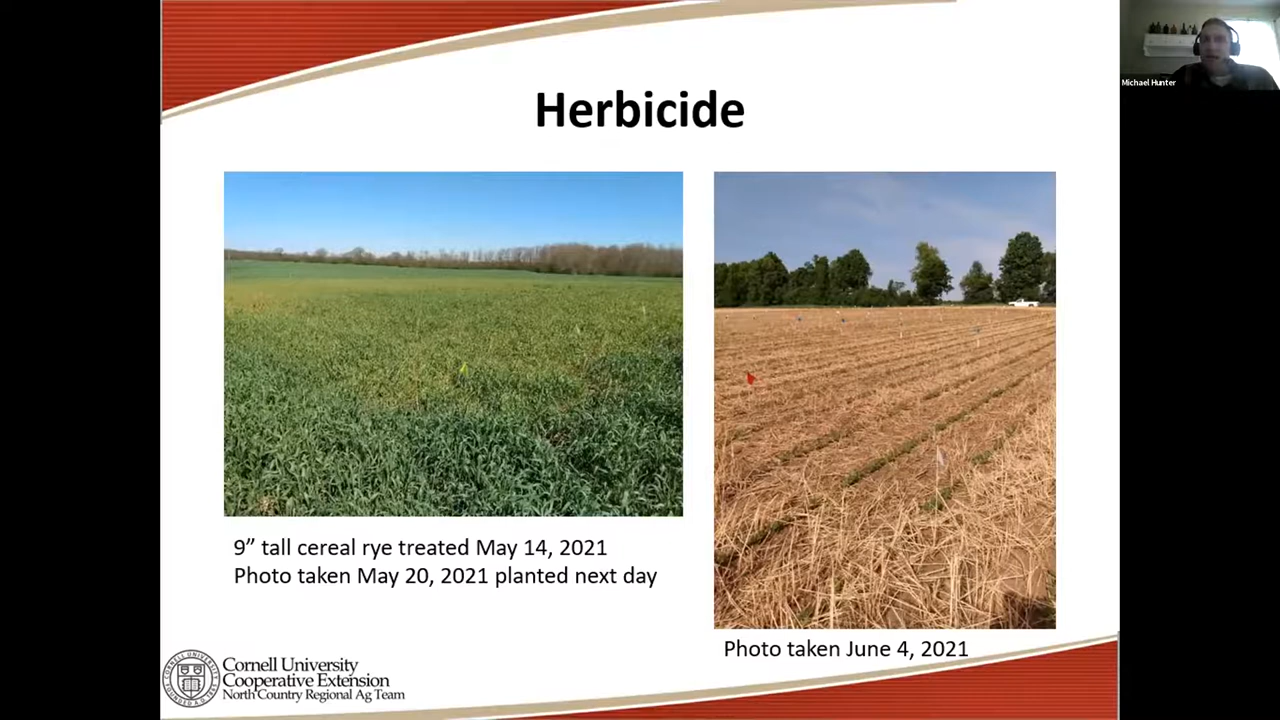 Michael Hunter
Herbicide
9” tall cereal rye treated May 14, 2021
Photo taken May 20, 2021 planted next day
Photo taken June 4, 2021
Cornell University
Cooperative Extension
North Country Regional Ag Team